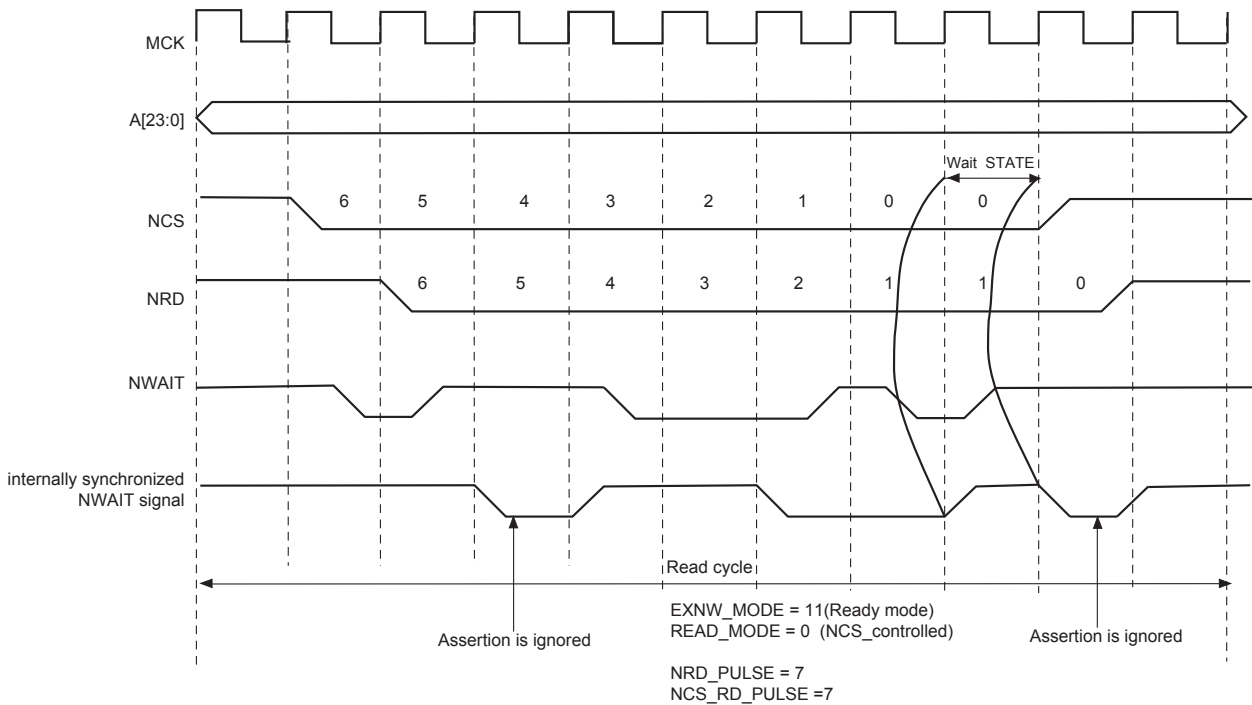 MCK
A[23:0]
Wait STATE
NCS
6 5 4 3 2 1 0 0
NRD
6 5 4 3 2 1 1 0
NWAIT
internally synchronized
NWAIT signal
Read cycle
EXNW_MODE = 11(Ready mode)
READ_MODE = 0 (NCS_controlled)
Assertion is ignored
Assertion is ignored
NRD_PULSE = 7
NCS_RD_PULSE =7